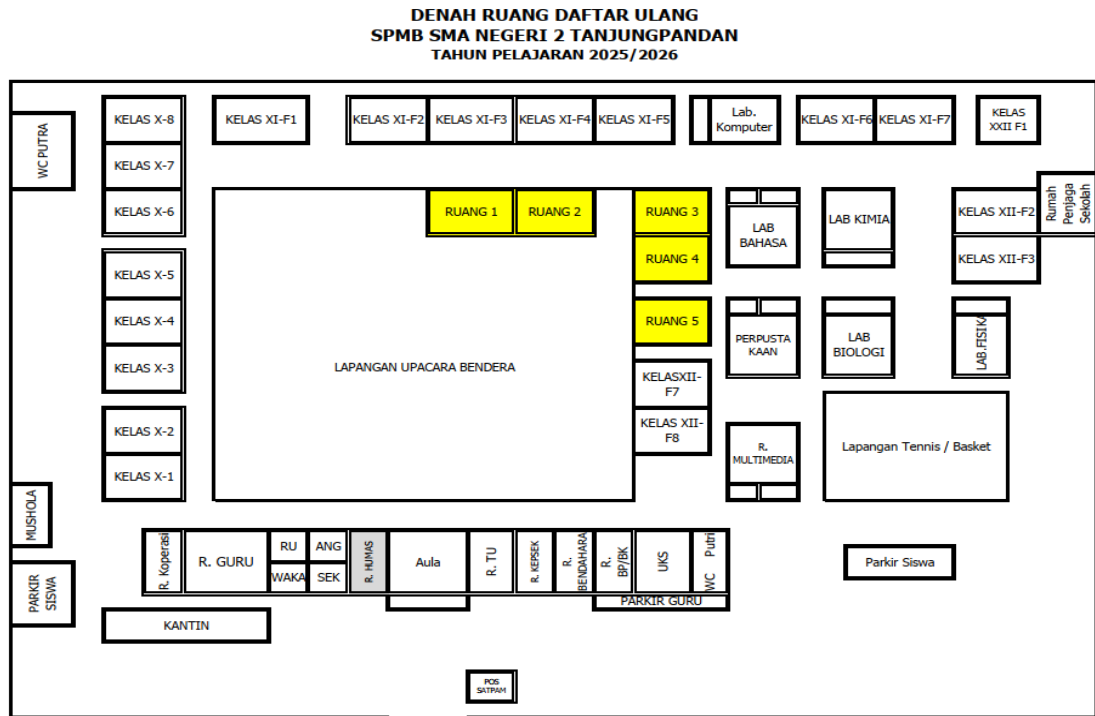 DENAH RUANG DAFTAR ULANG
SPMB SMA NEGERI 2 TANJUNGPANDAN
TAHUN PELAJARAN 2025/2026
WC PUTRA
KELAS X-8
KELAS XI-F1
KELAS XI-F2
KELAS XI-F3
KELAS XI-F4
KELAS XI-F5
Lab.
Komputer
KELAS XI-F6
KELAS XI-F7
KELAS
XXII F1
KELAS X-7
KELAS X-6
RUANG 1
RUANG 2
RUANG 3
LAB
BAHASA
LAB KIMIA
KELAS XII-F2
Rumah
Penjaga
Sekolah
KELAS X-5
RUANG 4
KELAS XII-F3
KELAS X-4
RUANG 5
PERPUSTA
KAAN
LAB
BIOLOGI
LAB.FISIKA
KELAS X-3
LAPANGAN UPACARA BENDERA
KELASXII-
F7
KELAS X-2
KELAS XII-
F8
R.
MULTIMEDIA
Lapangan Tennis / Basket
KELAS X-1
MUSHOLA
R. Koperasi
R. GURU
RU
ANG
WAKA
SEK
R. HUMAS
Aula
R. TU
R. KEPSEK
R.
BENDAHARA
R.
BP/BK
UKS
WC Putri
Parkir Siswa
PARKIR
SISWA
PARKIR GURU
KANTIN
POS
SATPAM